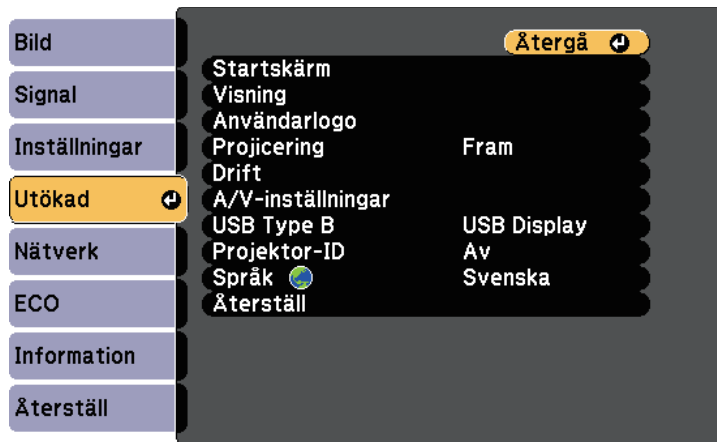 Bild
Signal
Inställningar
Utökad
Nätverk
ECO
Information
Återställ
Återgå
Startskärm
Visning
Användarlogo
Projicering Fram
Drift
A/V-inställningar
USB Type B USB Display
Projektor-ID Av
Språk Svenska
Återställ